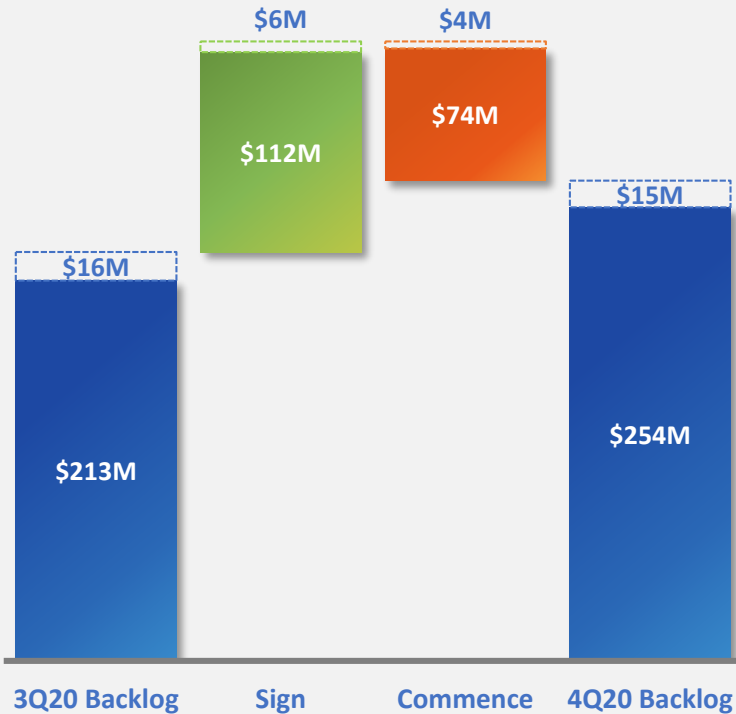 $6M
$4M
$112M
$74M
$15M
$16M
$254M
$213M
3Q20 Backlog
Sign
Commence
4Q20 Backlog